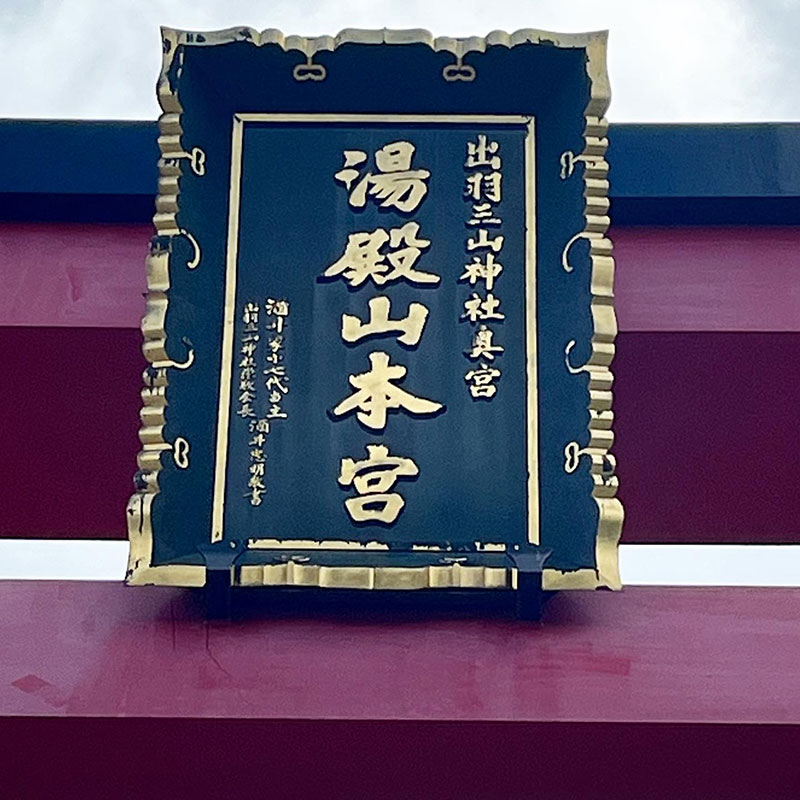 出羽三山神社奥宮
湯殿山本宮
酒井家十七代当主
出羽三山神社崇敬会長
酒井忠明敬書